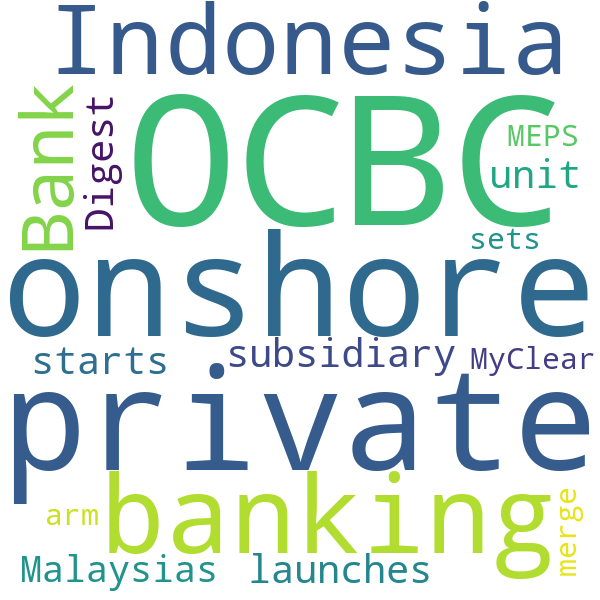 Indonesia
OCBC
Bank
Digest
MEPS
unit
sets
onshore
starts
subsidiary
MyClear
private
banking
arm
merge
Malaysias
launches